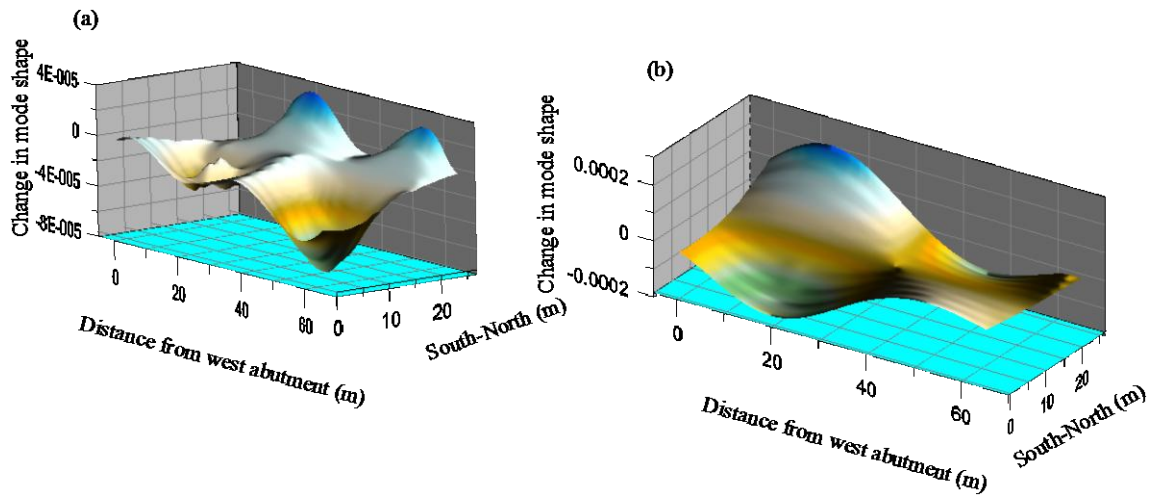 (a)
Change in mode shape
4E-005
0
-4E-005
-8E-005
0
20
40
60
0
10
20
Distance from west abutment (m)
South-North (m)
(b)
Change in mode shape
0.0002
0
-0.0002
0
20
40
60
0
10
20
Distance from west abutment (m)
South-North (m)